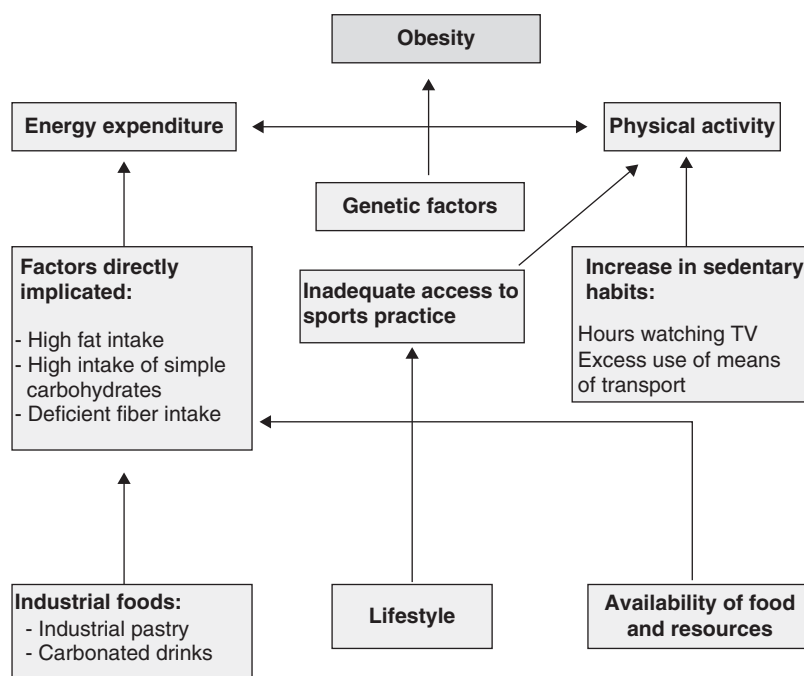 Obesity
Energy expenditure
Physical activity
Genetic factors
Factors directly
implicated:
- High fat intake
- High intake of simple
carbohydrates
- Deficient fiber intake
Inadequate access to
sports practice
Increase in sedentary
habits:
Hours watching TV
Excess use of means
of transport
Industrial foods:
- Industrial pastry
- Carbonated drinks
Lifestyle
Availability of food
and resources